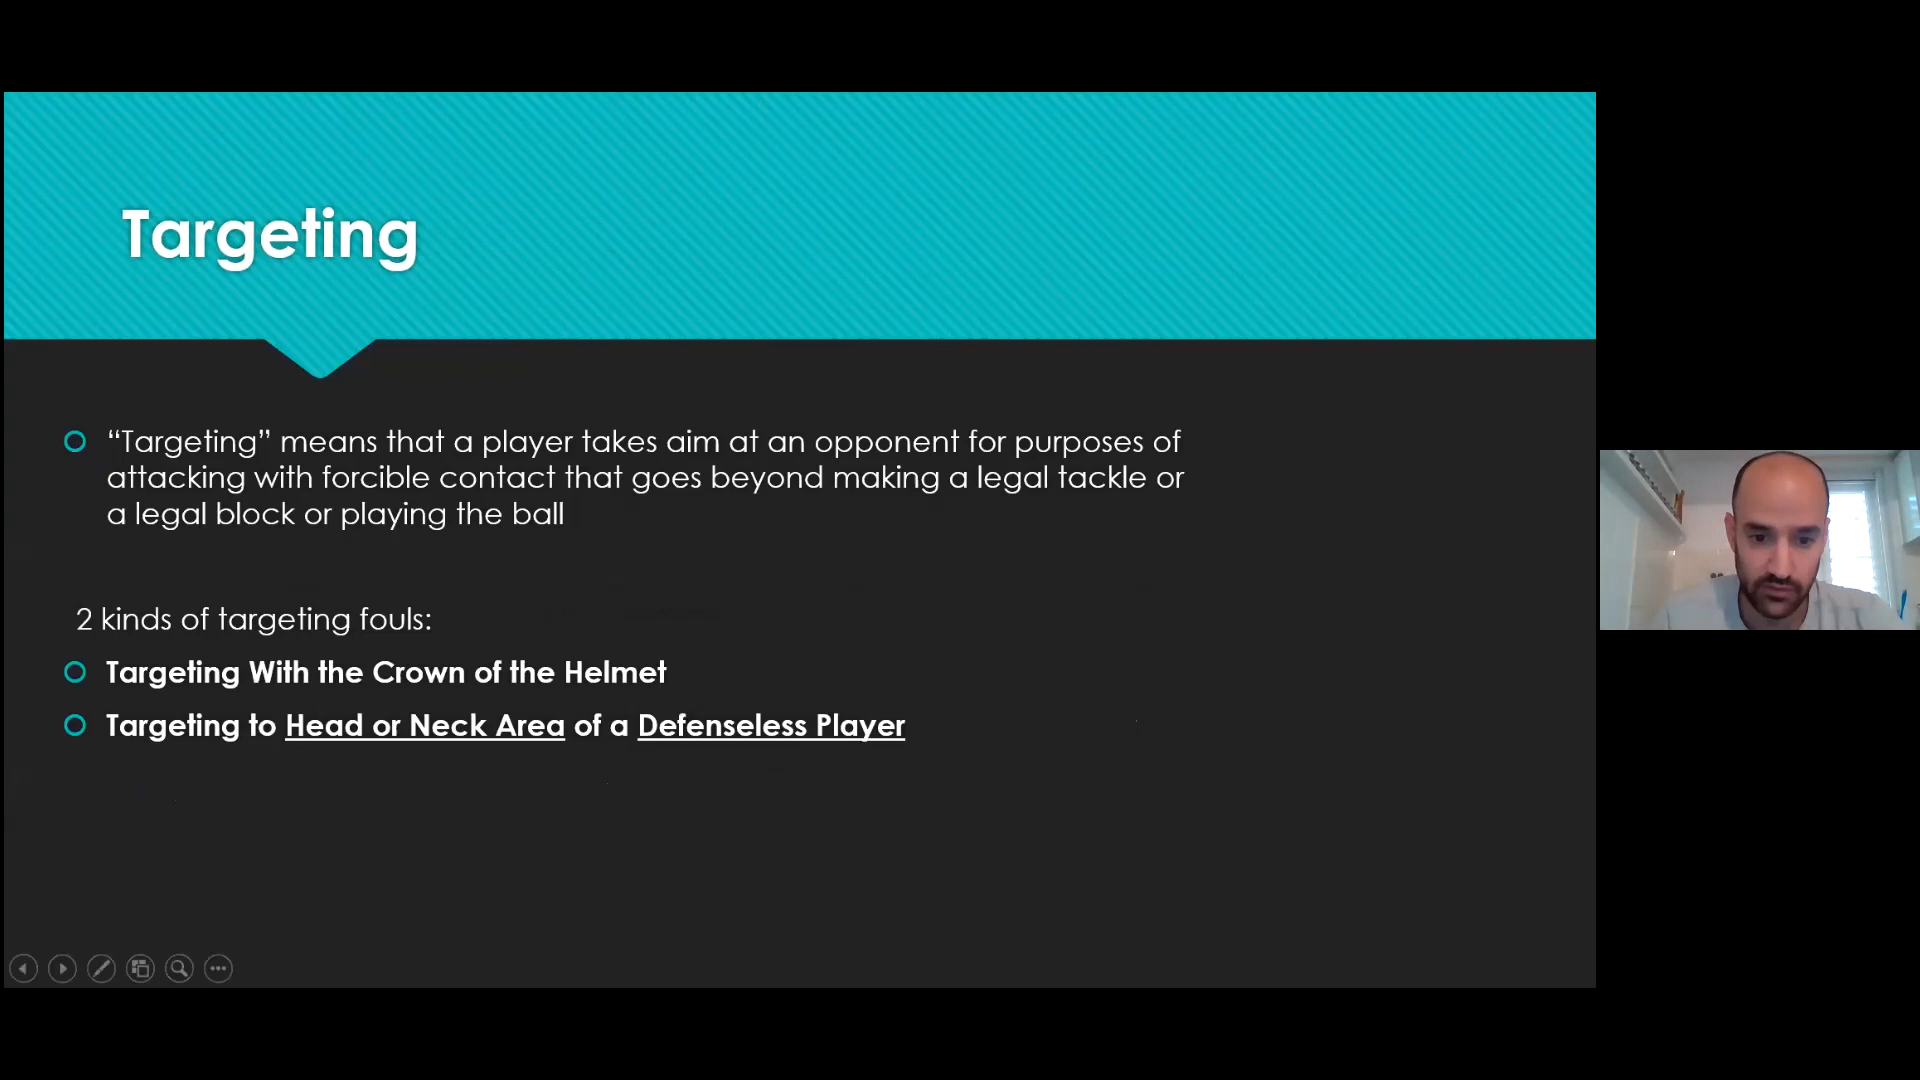 Targeting
“Targeting” means that a player takes aim at an opponent for purposes of
attacking with forcible contact that goes beyond making a legal tackle or
a legal block or playing the ball
2 kinds of targeting fouls:
Targeting With the Crown of the Helmet
Targeting to Head or Neck Area of a Defenseless Player